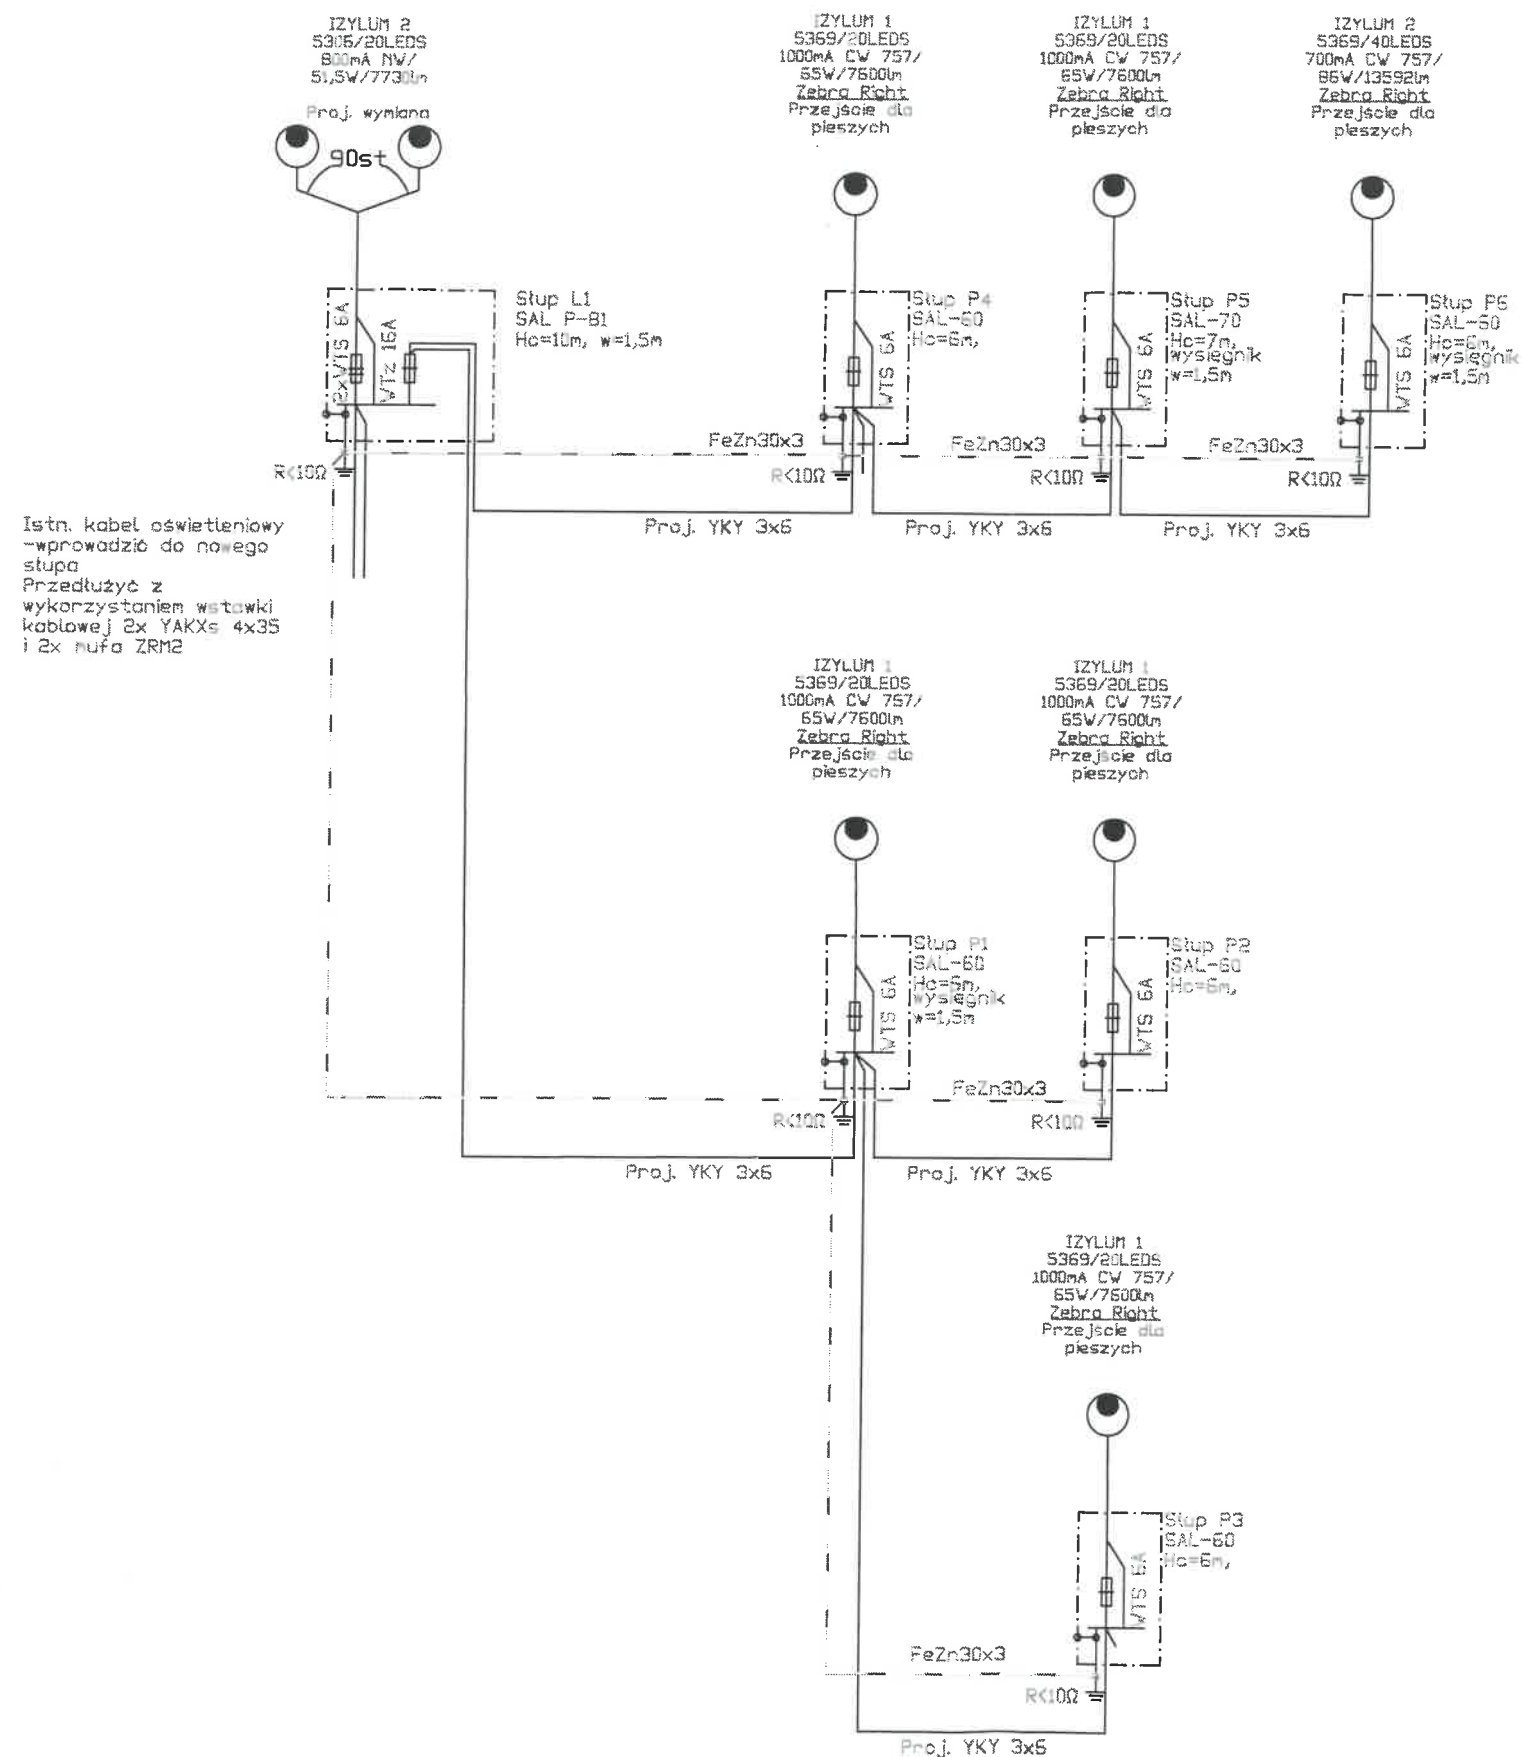 IZYLUM 2
5305/20LEDS
800mA NW/
51,5W/7730lm
Proj. wymiana
90st
IZYLUM 1
5369/20LEDS
1000mA CW 757/
65W/7600lm
Zebra Right
Przejście dla
pieszych
IZYLUM 1
5369/20LEDS
1000mA CW 757/
65W/7600lm
Zebra Right
Przejście dla
pieszych
IZYLUM 2
5369/40LEDS
700mA CW 757/
86W/13592lm
Zebra Right
Przejście dla
pieszych
2xWTS 6A
WTz 16A
Słup L1
SAL P-81
Hc=10m, w=1,5m
WTS 6A
Słup P4
SAL-60
Hc=6m,
WTS 6A
Słup P5
SAL-70
Hc=7m,
wysięgnik
w=1,5m
WTS 6A
Słup P6
SAL-60
Hc=6m,
wysięgnik
w=1,5m
FeZn30x3
FeZn30x3
FeZn30x3
R<10Ω
R<10Ω
R<10Ω
R<10Ω
Proj. YKY 3x6
Proj. YKY 3x6
Proj. YKY 3x6
Istn. kabel oświetleniowy
-wprowadzić do nowego
słupa
Przedłużyć z
wykorzystaniem wstawki
kablowej 2x YAKXs 4x35
i 2x mufa ZRM2
IZYLUM 1
5369/20LEDS
1000mA CW 757/
65W/7600lm
Zebra Right
Przejście dla
pieszych
IZYLUM 1
5369/20LEDS
1000mA CW 757/
65W/7600lm
Zebra Right
Przejście dla
pieszych
WTS 6A
Słup P1
SAL-60
Hc=6m,
wysięgnik
w=1,5m
WTS 6A
Słup P2
SAL-60
Hc=6m,
FeZn30x3
R<10Ω
R<10Ω
Proj. YKY 3x6
Proj. YKY 3x6
IZYLUM 1
5369/20LEDS
1000mA CW 757/
65W/7600lm
Zebra Right
Przejście dla
pieszych
WTS 6A
Słup P3
SAL-60
Hc=6m,
FeZn30x3
R<10Ω
Proj. YKY 3x6